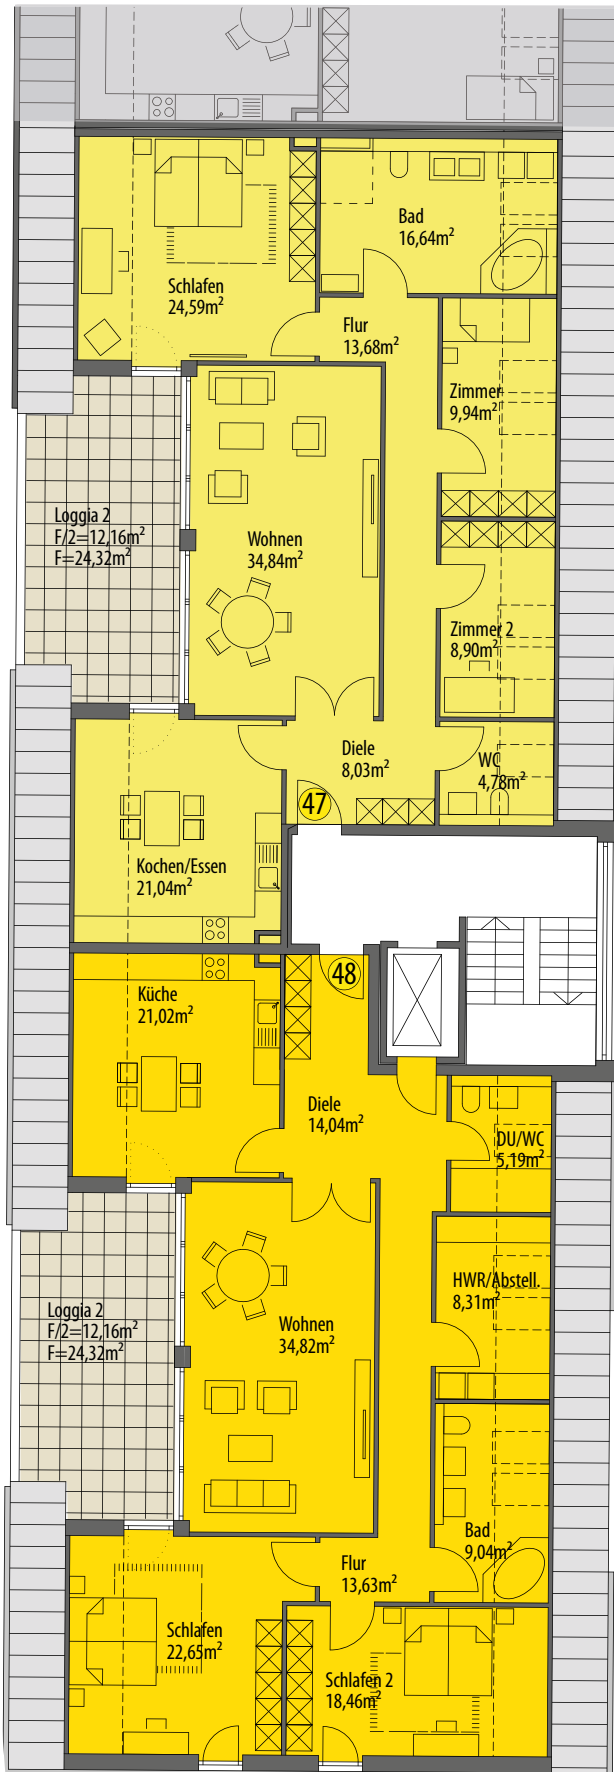 Bad
16,64m²
Schlafen
24,59m²
Flur
13,68m²
Zimmer
9,94m²
Loggia 2
F/2=12,16m²
F=24,32m²
Wohnen
34,84m²
Zimmer 2
8,90m²
Diele
8,03m²
WC
4,78m²
47
Kochen/Essen
21,04m²
48
Küche
21,02m²
Diele
14,04m²
DU/WC
5,19m²
HWR/Abstell.
8,31m²
Loggia 2
F/2=12,16m²
F=24,32m²
Wohnen
34,82m²
Bad
9,04m²
Flur
13,63m²
Schlafen
22,65m²
Schlafen 2
18,46m²